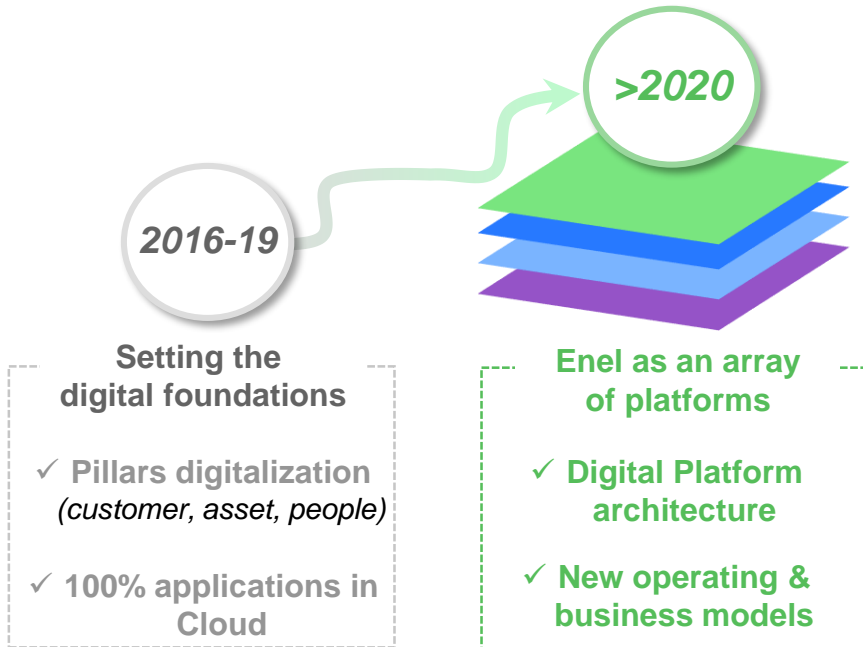 >2020
2016-19
Setting the
digital foundations
✓ Pillars digitalization
(customer, asset, people)
✓ 100% applications in
Cloud
Enel as an array
of platforms
✓ Digital Platform
architecture
✓ New operating &
business models